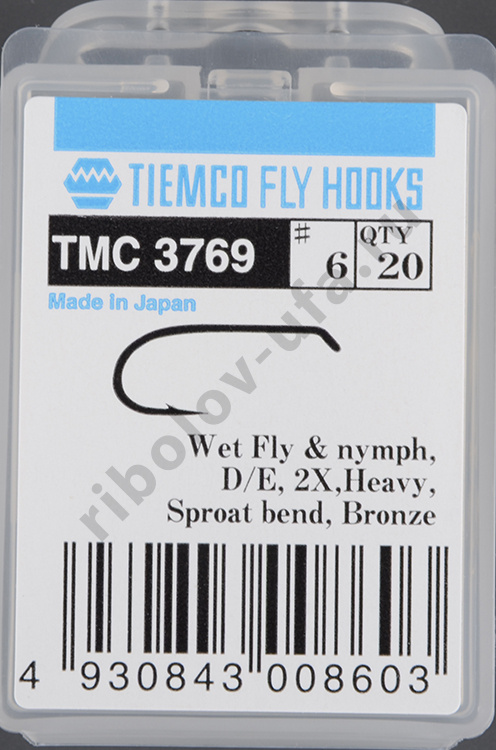 TIEMCO FLY HOOKS
TMC 3769 # 6 QTY 20
Made in Japan
Wet Fly & nymph,
D/E, 2X,Heavy,
Sproat bend, Bronze
4 930843 008603
ribolov-ufa.ru